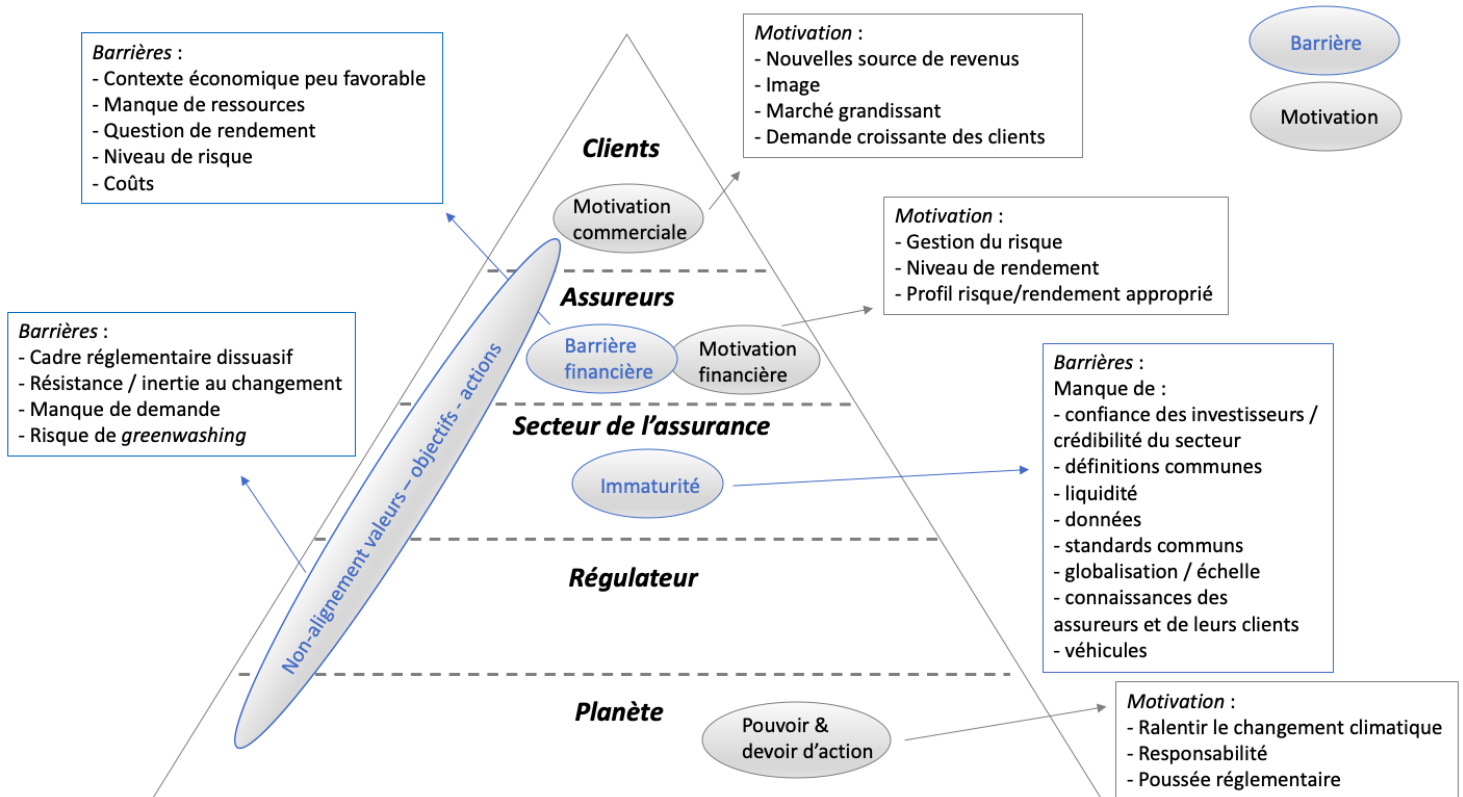 Barrières :
- Contexte économique peu favorable
- Manque de ressources
- Question de rendement
- Niveau de risque
- Coûts
Motivation :
- Nouvelles source de revenus
- Image
- Marché grandissant
- Demande croissante des clients
Barrière
Motivation
Clients
Motivation
commerciale
Motivation :
- Gestion du risque
- Niveau de rendement
- Profil risque/rendement approprié
Assureurs
Barrière
financière
Motivation
financière
Barrières :
- Cadre réglementaire dissuasif
- Résistance / inertie au changement
- Manque de demande
- Risque de greenwashing
Non-alignement valeurs – objectifs - actions
Secteur de l’assurance
Immaturité
Barrières :
Manque de :
- confiance des investisseurs /
crédibilité du secteur
- définitions communes
- liquidité
- données
- standards communs
- globalisation / échelle
- connaissances des
assureurs et de leurs clients
- véhicules
Régulateur
Planète
Pouvoir &
devoir d’action
Motivation :
- Ralentir le changement climatique
- Responsabilité
- Poussée réglementaire